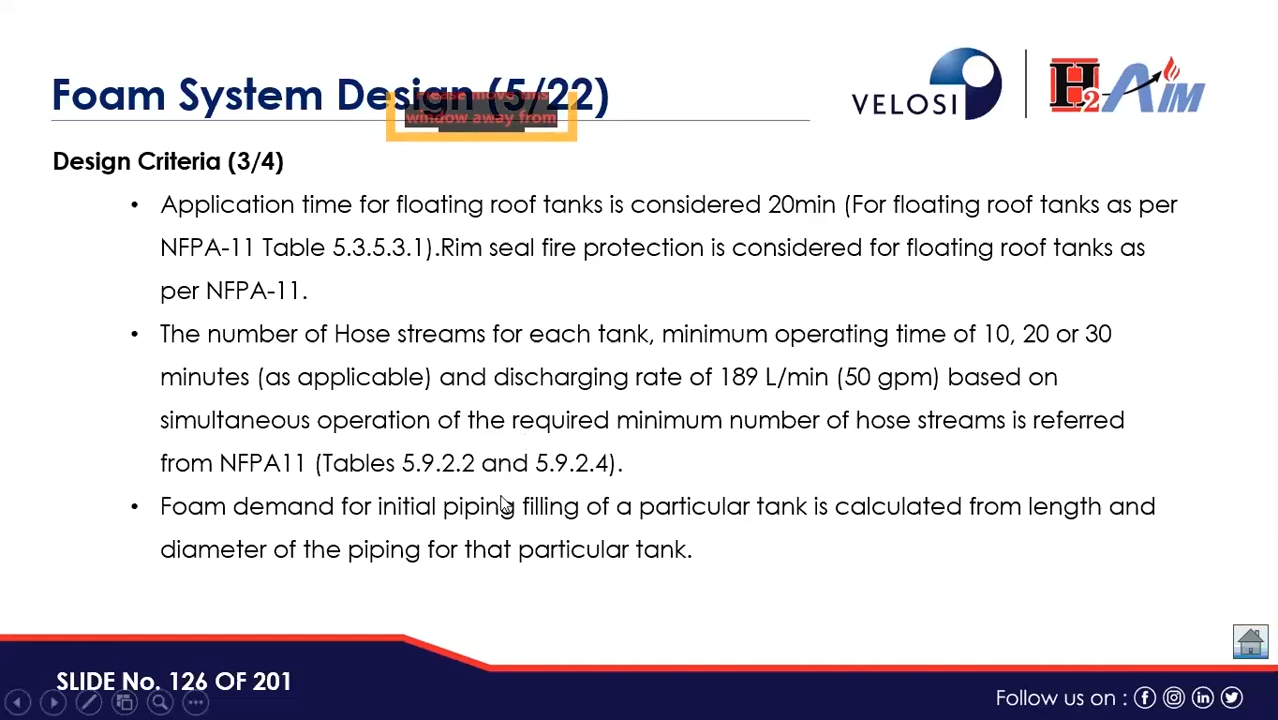 Foam System Design (5/22)
window away from
VELOSI
H2 AIM
Design Criteria (3/4)
• Application time for floating roof tanks is considered 20min (For floating roof tanks as per
NFPA-11 Table 5.3.5.3.1).Rim seal fire protection is considered for floating roof tanks as
per NFPA-11.
• The number of Hose streams for each tank, minimum operating time of 10, 20 or 30
minutes (as applicable) and discharging rate of 189 L/min (50 gpm) based on
simultaneous operation of the required minimum number of hose streams is referred
from NFPA11 (Tables 5.9.2.2 and 5.9.2.4).
• Foam demand for initial piping filling of a particular tank is calculated from length and
diameter of the piping for that particular tank.
SLIDE No. 126 OF 201
Follow us on :